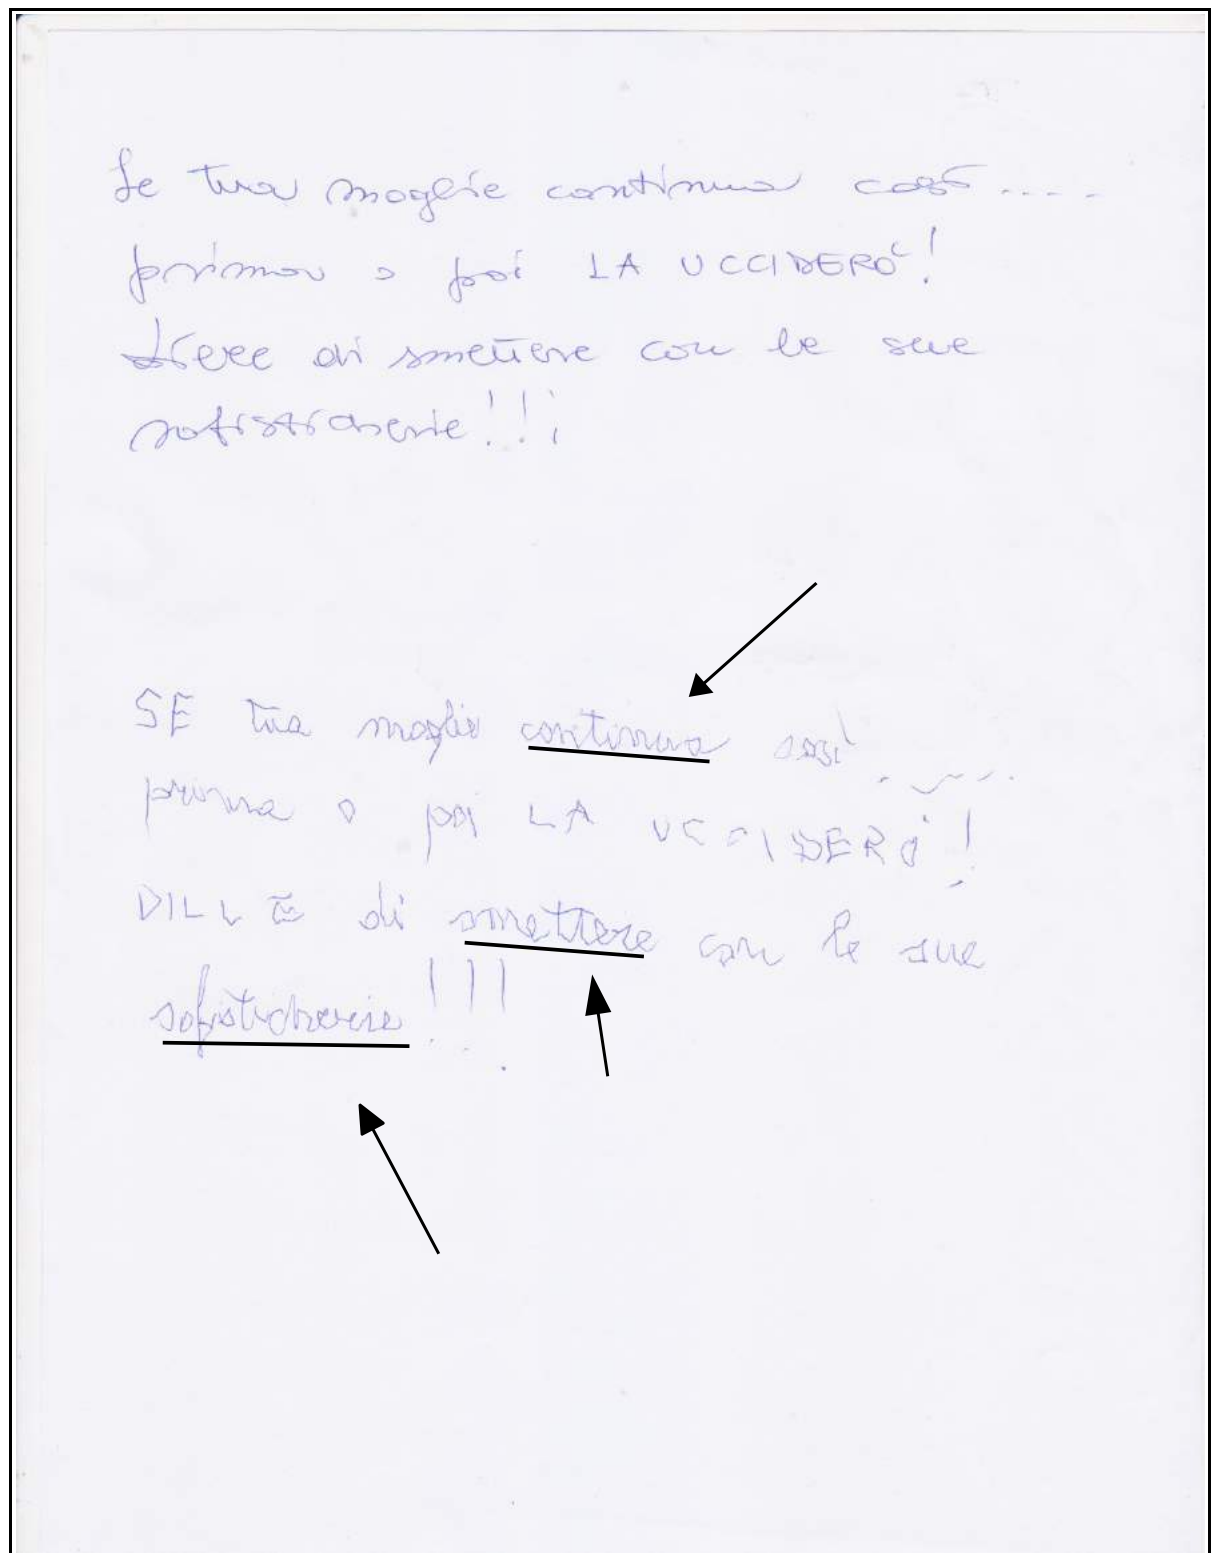 Se tua moglie continua così ....
prima o poi LA UCCIDERÒ!
di smettere con le sue
sofisticherie!!!
SE tua moglie continua così .....
prima o poi LA UCCIDERÒ!
DILLE di smettere con le sue
sofisticherie!!!